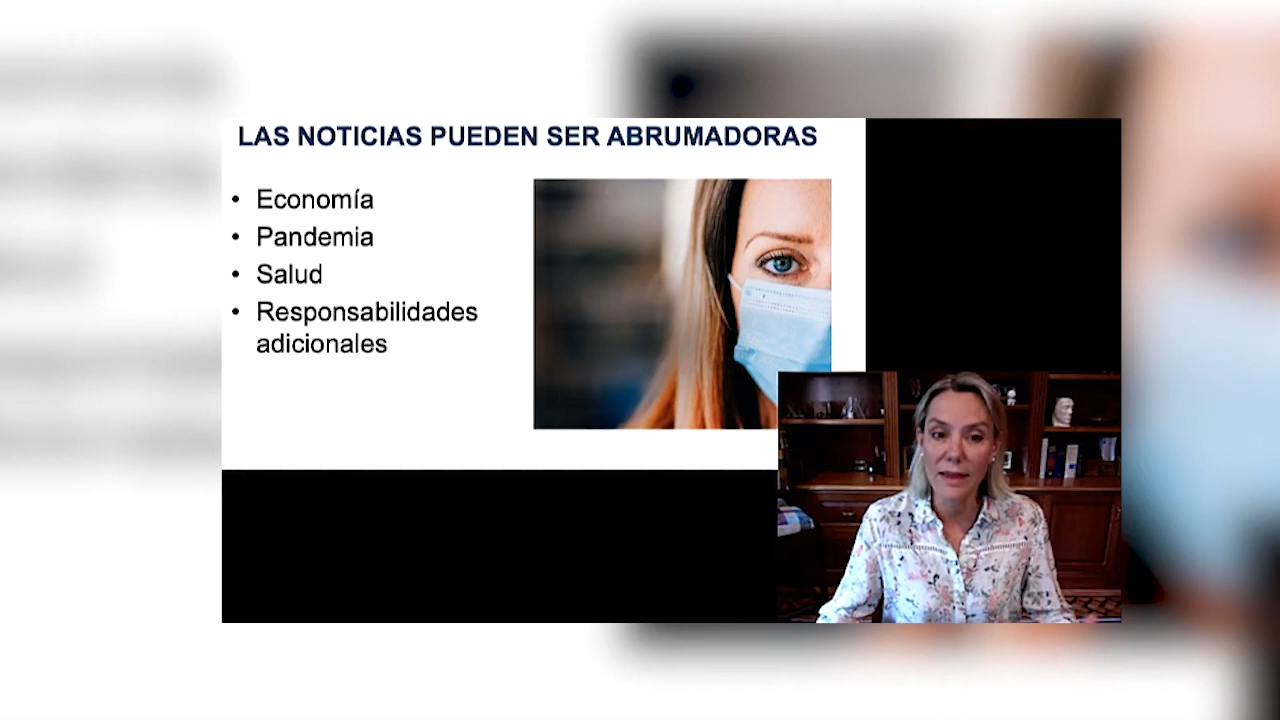 LAS NOTICIAS PUEDEN SER ABRUMADORAS
• Economía
• Pandemia
• Salud
• Responsabilidades
adicionales